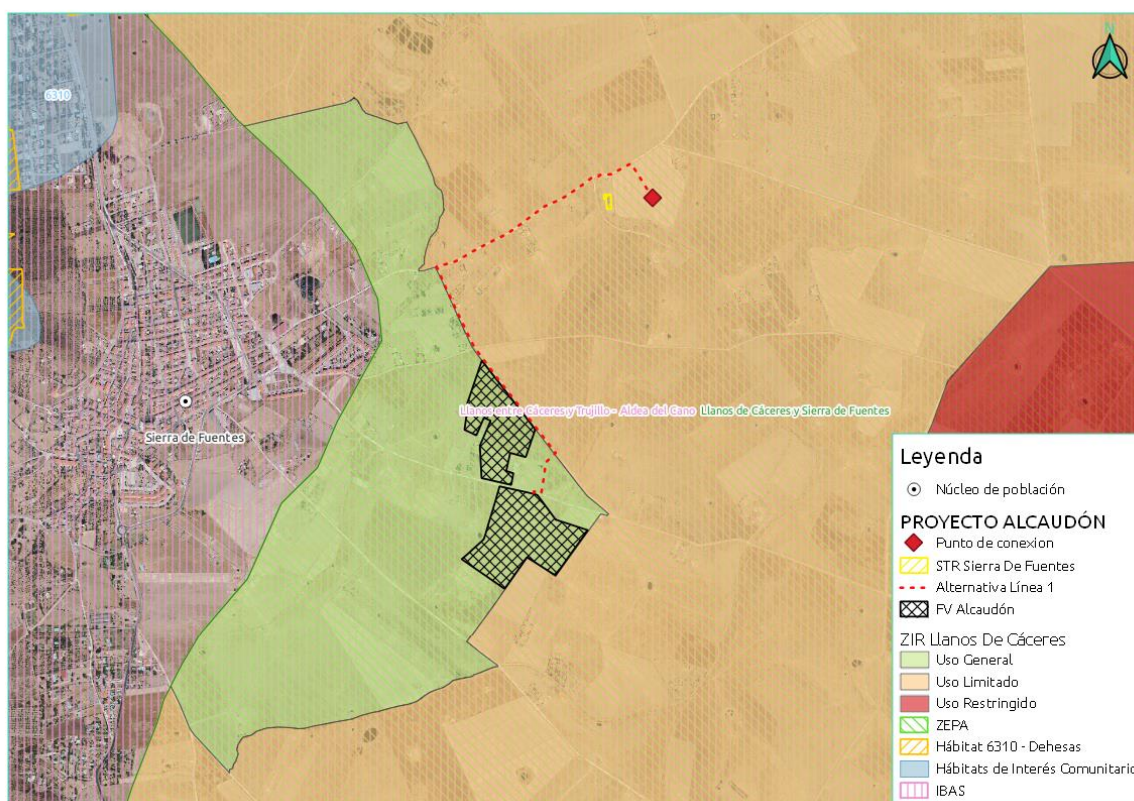 N
6310
Llanos entre Cáceres y Trujillo - Aldea del Cano
Llanos de Cáceres y Sierra de Fuentes
Sierra de Fuentes
Leyenda
Núcleo de población
PROYECTO ALCAUDÓN
Punto de conexion
STR Sierra De Fuentes
Alternativa Línea 1
FV Alcaudón
ZIR Llanos De Cáceres
Uso General
Uso Limitado
Uso Restringido
ZEPA
Hábitat 6310 - Dehesas
Hábitats de Interés Comunitario
IBAS